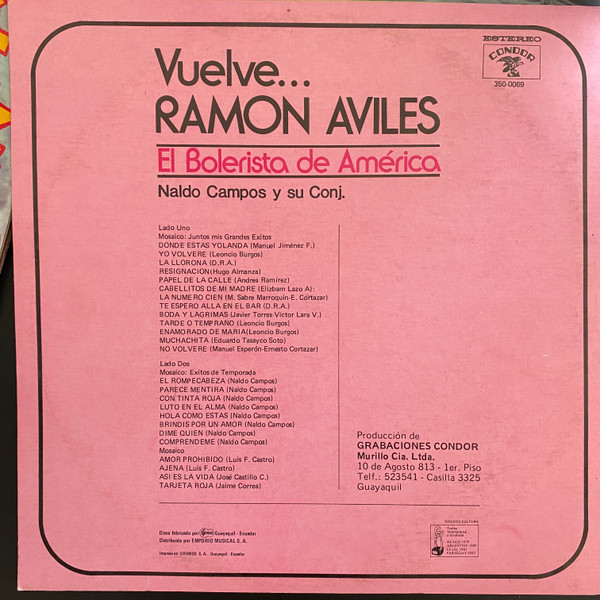 ESTEREO
CONDOR
350-0069
Vuelve...
RAMON AVILES
El Bolerista de América
Naldo Campos y su Conj.
Lado Uno
Mosaico: Juntos mis Grandes Exitos
DONDE ESTAS YOLANDA (Manuel Jiménez F.)
YO VOLVERE (Leoncio Burgos)
LA LLORONA (D.R.A.)
RESIGNACION(Hugo Almanza)
PAPEL DE LA CALLE (Andres Ramírez)
CABELLITOS DE MI MADRE (Elizbam Lazo A):
LA NUMERO CIEN (M. Sabre Marroquín-E. Cortazar)
TE ESPERO ALLA EN EL BAR (D.R.A.)
BODA Y LAGRIMAS (Javier Torres-Víctor Lara V.)
TARDE O TEMPRANO (Leoncio Burgos)
ENAMORADO DE MARIA(Leoncio Burgos)
MUCHACHITA (Eduardo Tasayco Soto)
NO VOLVERE (Manuel Esperón-Ernesto Cortazar)
Lado Dos
Mosaico: Exitos de Temporada
EL ROMPECABEZA (Naldo Campos)
PARECE MENTIRA (Naldo Campos)
CON TINTA ROJA (Naldo Campos)
LUTO EN EL ALMA (Naldo Campos)
HOLA COMO ESTAS (Naldo Campos)
BRINDIS POR UN AMOR (Naldo Campos)
DIME QUIEN (Naldo Campos)
COMPRENDEME (Naldo Campos)
Mosaico
AMOR PROHIBIDO (Luis F. Castro)
AJENA (Luis F. Castro)
ASI ES LA VIDA (José Castillo C.)
TARJETA ROJA (Jaime Correa)
Producción de
GRABACIONES CONDOR
Murillo Cía. Ltda.
10 de Agosto 813 - 1er. Piso
Telf.: 523541 - Casilla 3325
Guayaquil
Disco fabricado por Guayaquil - Ecuador
Distribuido por EMPORIO MUSICAL S.A.
Impreso en CROMOS S.A. Guayaquil - Ecuador
DISCO ES CULTURA